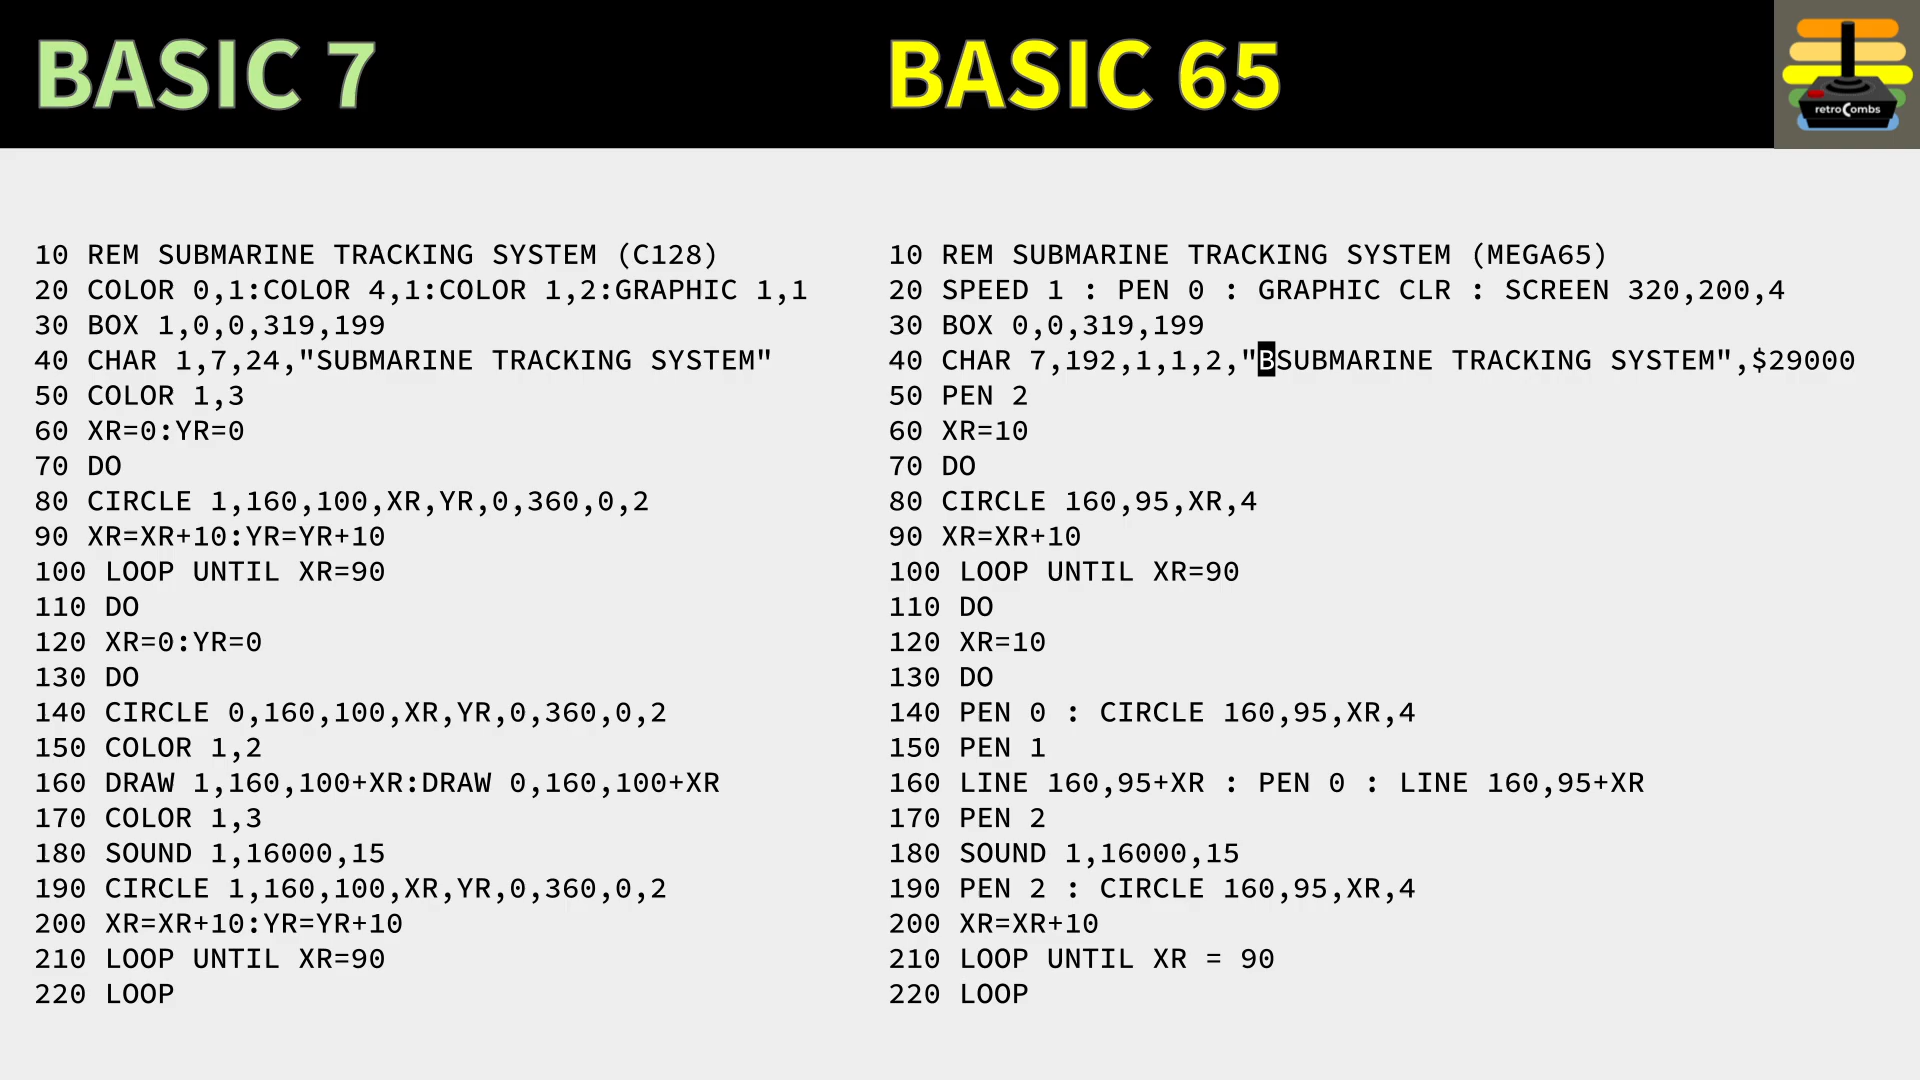 BASIC 7
10 REM SUBMARINE TRACKING SYSTEM (C128)
20 COLOR 0,1:COLOR 4,1:COLOR 1,2:GRAPHIC 1,1
30 BOX 1,0,0,319,199
40 CHAR 1,7,24,"SUBMARINE TRACKING SYSTEM"
50 COLOR 1,3
60 XR=0:YR=0
70 DO
80 CIRCLE 1,160,100,XR,YR,0,360,0,2
90 XR=XR+10:YR=YR+10
100 LOOP UNTIL XR=90
110 DO
120 XR=0:YR=0
130 DO
140 CIRCLE 0,160,100,XR,YR,0,360,0,2
150 COLOR 1,2
160 DRAW 1,160,100+XR:DRAW 0,160,100+XR
170 COLOR 1,3
180 SOUND 1,16000,15
190 CIRCLE 1,160,100,XR,YR,0,360,0,2
200 XR=XR+10:YR=YR+10
210 LOOP UNTIL XR=90
220 LOOP
BASIC 65
10 REM SUBMARINE TRACKING SYSTEM (MEGA65)
20 SPEED 1 : PEN 0 : GRAPHIC CLR : SCREEN 320,200,4
30 BOX 0,0,319,199
40 CHAR 7,192,1,1,2,"BSUBMARINE TRACKING SYSTEM",$29000
50 PEN 2
60 XR=10
70 DO
80 CIRCLE 160,95,XR,4
90 XR=XR+10
100 LOOP UNTIL XR=90
110 DO
120 XR=10
130 DO
140 PEN 0 : CIRCLE 160,95,XR,4
150 PEN 1
160 LINE 160,95+XR : PEN 0 : LINE 160,95+XR
170 PEN 2
180 SOUND 1,16000,15
190 PEN 2 : CIRCLE 160,95,XR,4
200 XR=XR+10
210 LOOP UNTIL XR = 90
220 LOOP
retroCombs